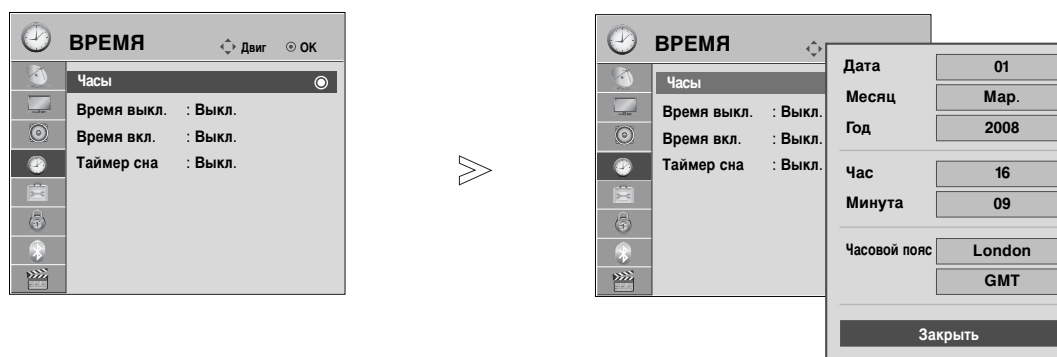 ВРЕМЯ Двиг OK
Часы
Время выкл. : Выкл.
Время вкл. : Выкл.
Таймер сна : Выкл.
ВРЕМЯ
Часы
Время выкл. : Выкл.
Время вкл. : Выкл.
Таймер сна : Выкл.
Дата 01
Месяц Мар.
Год 2008
Час 16
Минута 09
Часовой пояс London
GMT
Закрыть